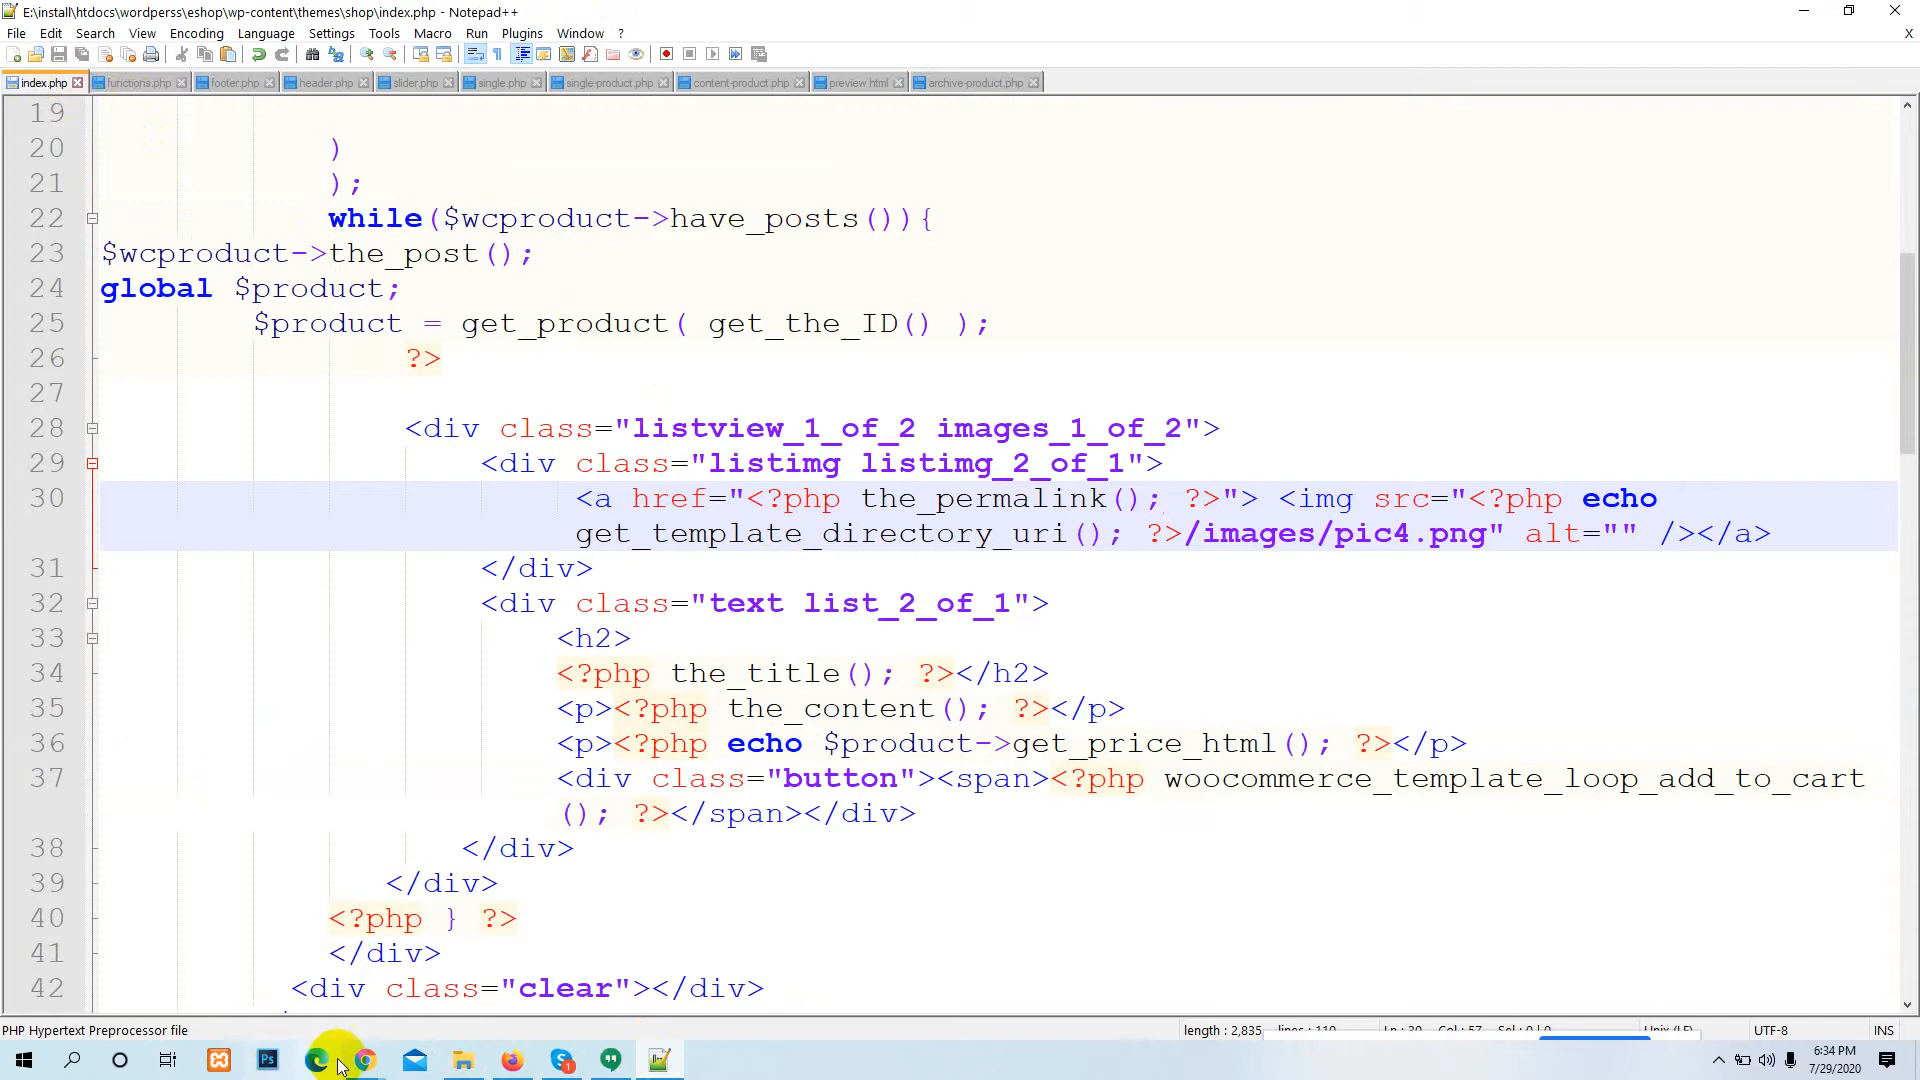 E:\install\htdocs\wordperss\eshop\wp-content\themes\shop\index.php - Notepad++
File Edit Search View Encoding Language Settings Tools Macro Run Plugins Window ? X
index.php functions.php footer.php header.php slider.php single.php single-product.php content-product.php preview.html archive-product.php
19
20 )
21 );
22 while($wcproduct->have_posts()){
23 $wcproduct->the_post();
24 global $product;
25 $product = get_product( get_the_ID() );
26 ?>
27
28 <div class="listview_1_of_2 images_1_of_2">
29 <div class="listimg listimg_2_of_1">
30 <a href="<?php the_permalink(); ?>"> <img src="<?php echo
get_template_directory_uri(); ?>/images/pic4.png" alt="" /></a>
31 </div>
32 <div class="text list_2_of_1">
33 <h2>
34 <?php the_title(); ?></h2>
35 <p><?php the_content(); ?></p>
36 <p><?php echo $product->get_price_html(); ?></p>
37 <div class="button"><span><?php woocommerce_template_loop_add_to_cart
(); ?></span></div>
38 </div>
39 </div>
40 <?php } ?>
41 </div>
42 <div class="clear"></div>
PHP Hypertext Preprocessor file length : 2,835 lines : 110 Ln : 30 Col : 57 Sel : 0 | 0 Unix (LF) UTF-8 INS
Ps 1 6:34 PM
7/29/2020